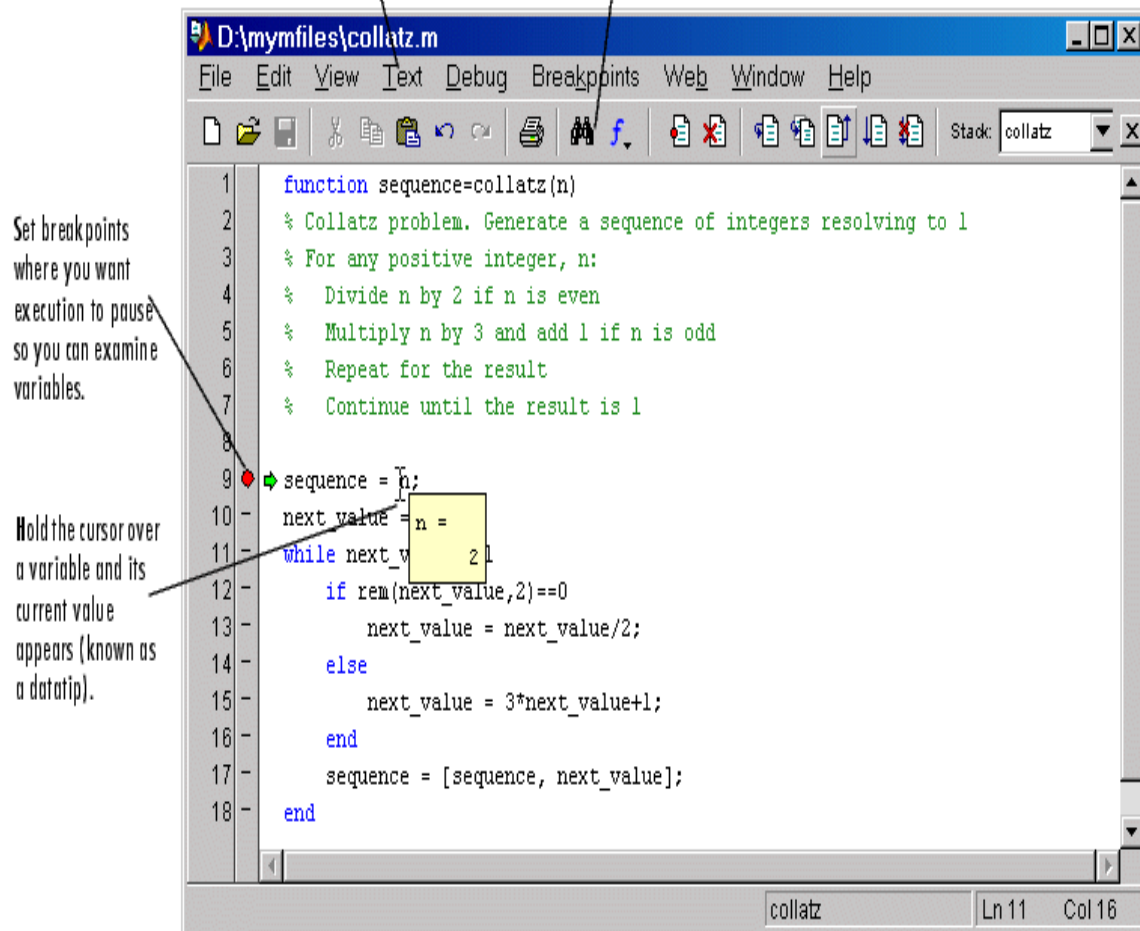 D:\mymfiles\collatz.m
File Edit View Text Debug Breakpoints Web Window Help
Stack: collatz
Set breakpoints
where you want
execution to pause
so you can examine
variables.
Hold the cursor over
a variable and its
current value
appears (known as
a datatip).
1 function sequence=collatz(n)
2 % Collatz problem. Generate a sequence of integers resolving to 1
3 % For any positive integer, n:
4 % Divide n by 2 if n is even
5 % Multiply n by 3 and add 1 if n is odd
6 % Repeat for the result
7 % Continue until the result is 1
8
9 sequence = n;
10 - next_value =
11 - while next_v 1
n =
2
12 - if rem(next_value,2)==0
13 - next_value = next_value/2;
14 - else
15 - next_value = 3*next_value+1;
16 - end
17 - sequence = [sequence, next_value];
18 - end
collatz Ln 11 Col 16